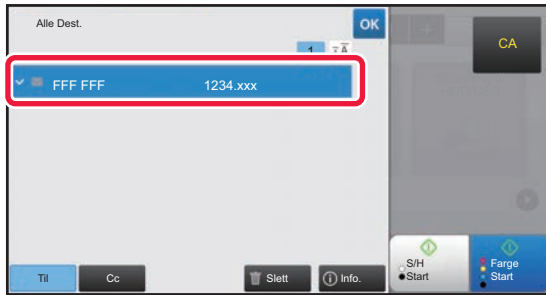 Alle Dest.
OK
CA
1
FFF FFF 1234.xxx
S/H
Start
Farge
Start
Til
Cc
Slett
Info.